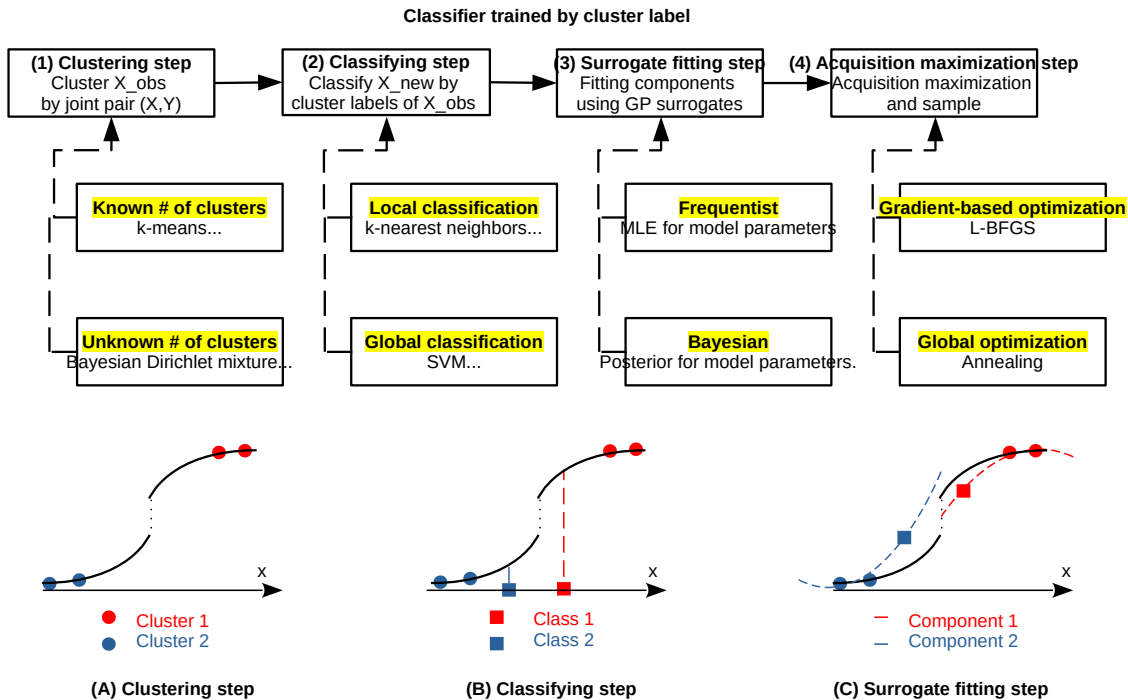 Classifier trained by cluster label
(1) Clustering step
Cluster X_obs
by joint pair (X,Y)
(2) Classifying step
Classify X_new by
cluster labels of X_obs
(3) Surrogate fitting step
Fitting components
using GP surrogates
(4) Acquisition maximization step
Acquisition maximization
and sample
Known # of clusters
k-means...
Local classification
k-nearest neighbors...
Frequentist
MLE for model parameters
Gradient-based optimization
L-BFGS
Unknown # of clusters
Bayesian Dirichlet mixture...
Global classification
SVM...
Bayesian
Posterior for model parameters.
Global optimization
Annealing
X
Cluster 1
Cluster 2
(A) Clustering step
X
Class 1
Class 2
(B) Classifying step
X
Component 1
Component 2
(C) Surrogate fitting step